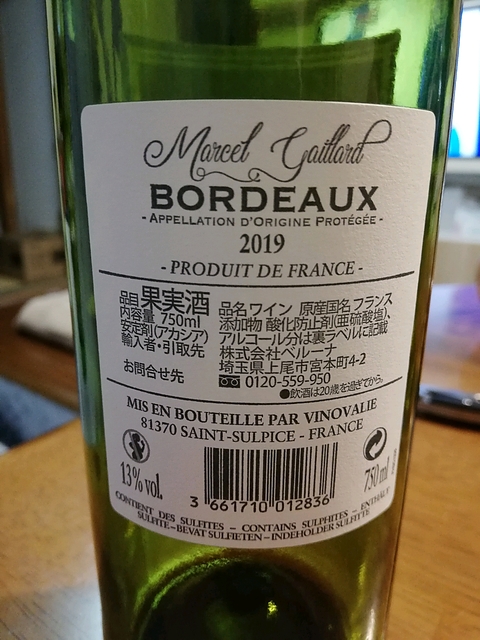 Marcel Gaillard
BORDEAUX
- APPELLATION D'ORIGINE PROTÉGÉE -
2019
- PRODUIT DE FRANCE -
品目果実酒 品名ワイン 原産国名フランス
内容量 750ml 添加物 酸化防止剤(亜硫酸塩)、
安定剤(アカシア) アルコール分は裏ラベルに記載
輸入者・引取先 株式会社ベルーナ
埼玉県上尾市宮本町4-2
お問合せ先 0120-559-950
●飲酒は20歳を過ぎてから。
MIS EN BOUTEILLE PAR VINOVALIE
81370 SAINT-SULPICE - FRANCE
13% vol. 750 ml
3 661710 012836
CONTIENT DES SULFITES – CONTAINS SULPHITES – ENTHÄLT
SULFITE – BEVAT SULFIETEN – INDEHOLDER SULFITTER